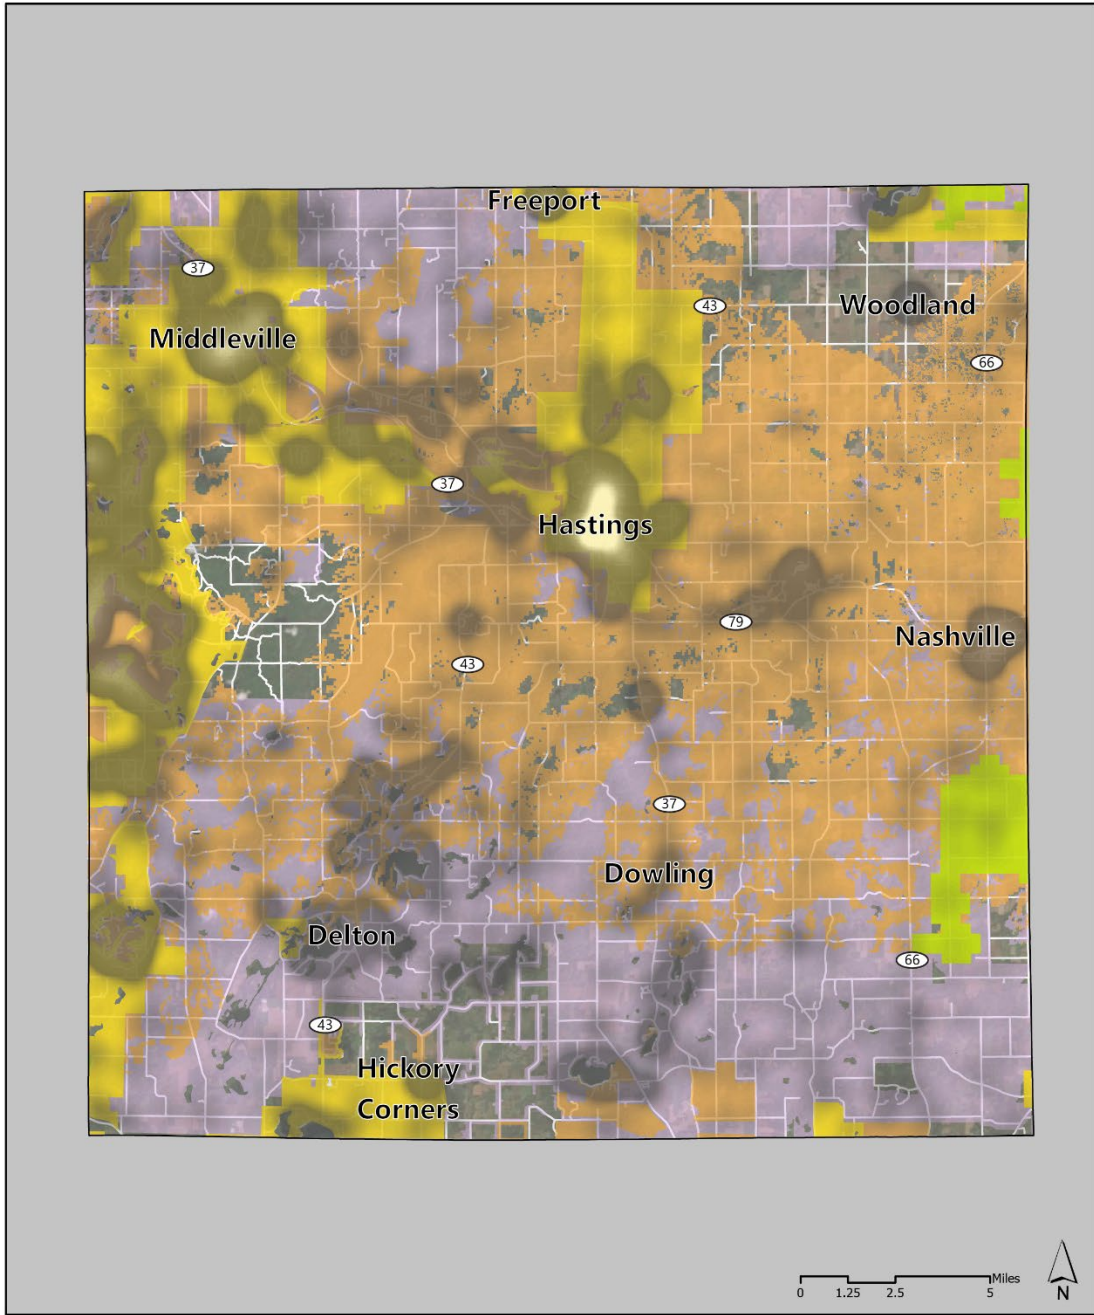 Freeport
37
43
Woodland
Middleville
66
37
Hastings
79
Nashville
43
37
Dowling
Delton
66
43
Hickory
Corners
Miles
0 1.25 2.5 5
N